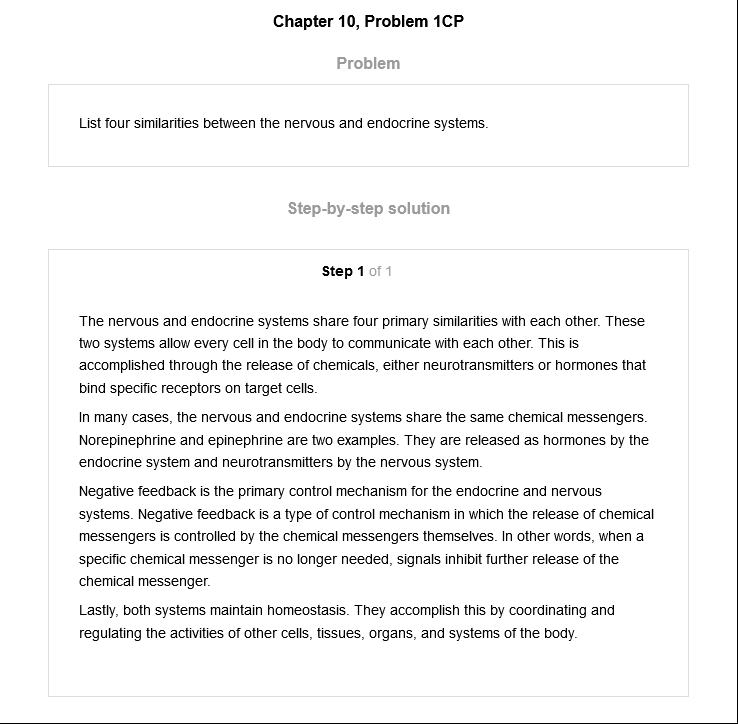 Chapter 10, Problem 1CP
Problem
List four similarities between the nervous and endocrine systems.
Step-by-step solution
Step 1 of 1
The nervous and endocrine systems share four primary similarities with each other. These
two systems allow every cell in the body to communicate with each other. This is
accomplished through the release of chemicals, either neurotransmitters or hormones that
bind specific receptors on target cells.
In many cases, the nervous and endocrine systems share the same chemical messengers.
Norepinephrine and epinephrine are two examples. They are released as hormones by the
endocrine system and neurotransmitters by the nervous system.
Negative feedback is the primary control mechanism for the endocrine and nervous
systems. Negative feedback is a type of control mechanism in which the release of chemical
messengers is controlled by the chemical messengers themselves. In other words, when a
specific chemical messenger is no longer needed, signals inhibit further release of the
chemical messenger.
Lastly, both systems maintain homeostasis. They accomplish this by coordinating and
regulating the activities of other cells, tissues, organs, and systems of the body.